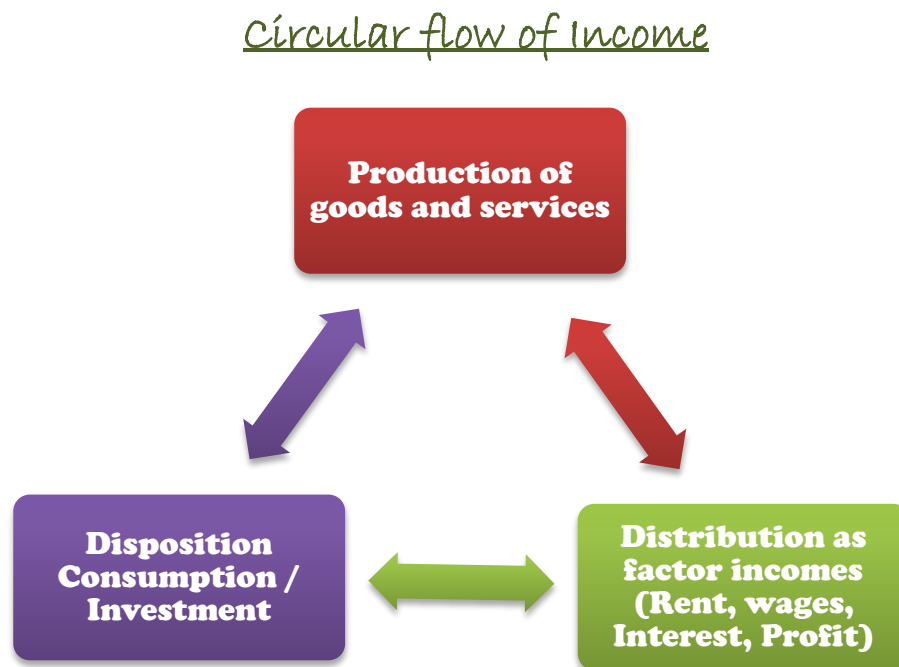 Circular flow of Income
Production of
goods and services
Disposition
Consumption /
Investment
Distribution as
factor incomes
(Rent, wages,
Interest, Profit)